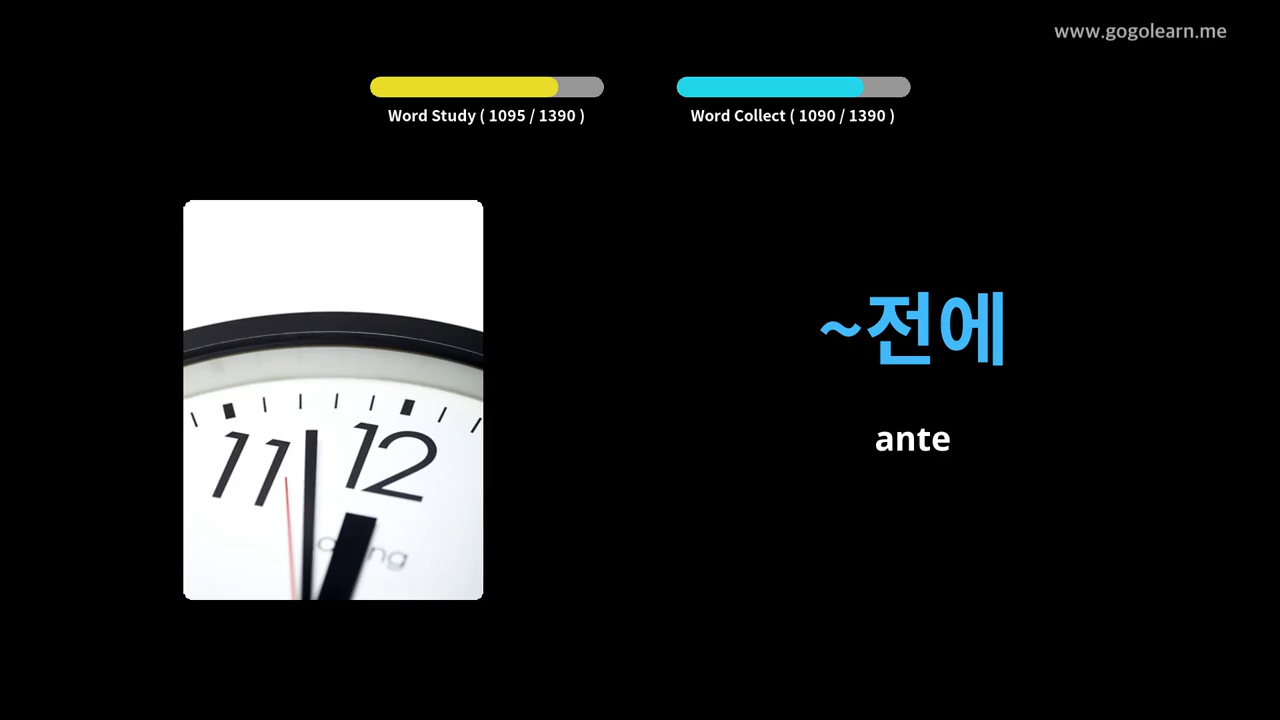 www.gogolearn.me
Word Study ( 1095 / 1390 )
Word Collect ( 1090 / 1390 )
11 12
~전에
ante